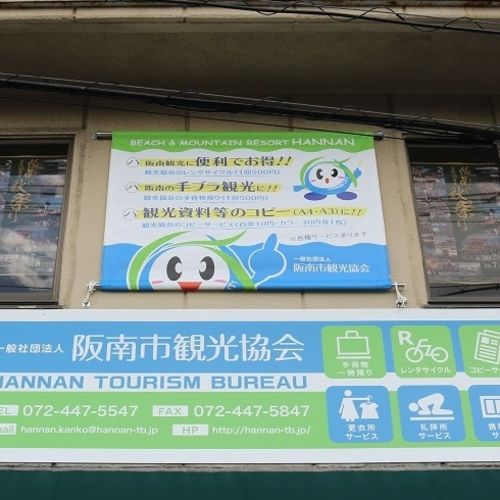 BEACH & MOUNTAIN RESORT HANNAN
阪南観光に便利でお得!!
観光協会のレンタサイクル(1回500円)
阪南の手ブラ観光に!!
観光協会の手荷物預り(1回500円)
観光資料等のコピー(A4・A3)に!!
観光協会のコピーサービス(白黒10円・カラー30円各1枚)
※各種サービス承ります
一般社団法人
阪南市観光協会
一般社団法人 阪南市観光協会
HANNAN TOURISM BUREAU
TEL 072-447-5547 FAX 072-447-5847
mail hannan.kanko@hannan-tb.jp HP http://hannan-tb.jp/
手荷物
一時預り
レンタサイクル
コピーサ
更衣所
サービス
礼拝所
サービス